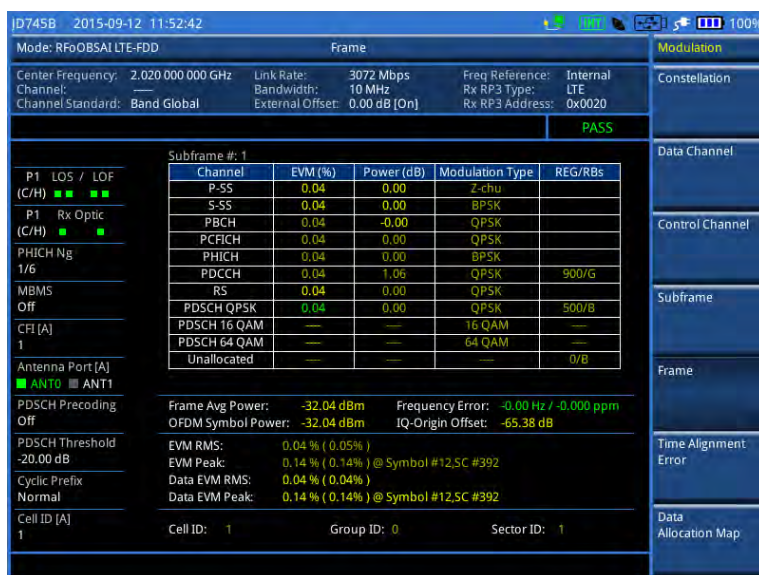 JD745B 2015-09-12 11:52:42 INT 100%
Mode: RFoOBSAI LTE-FDD Frame Modulation
Center Frequency: 2.020 000 000 GHz Link Rate: 3072 Mbps Freq Reference: Internal
Channel: — Bandwidth: 10 MHz Rx RP3 Type: LTE
Channel Standard: Band Global External Offset: 0.00 dB [On] Rx RP3 Address: 0x0020
Constellation
PASS
Data Channel
Subframe #: 1
Channel EVM (%) Power (dB) Modulation Type REG/RBs
P-SS 0.04 0.00 Z-chu
S-SS 0.04 0.00 BPSK
PBCH 0.04 -0.00 QPSK
PCFICH 0.04 0.00 QPSK
PHICH 0.04 0.00 BPSK
PDCCH 0.04 1.06 QPSK 900/G
RS 0.04 0.00 QPSK
PDSCH QPSK 0.04 0.00 QPSK 500/B
PDSCH 16 QAM — — 16 QAM —
PDSCH 64 QAM — — 64 QAM —
Unallocated — — — 0/B
P1 LOS / LOF
(C/H)
P1 Rx Optic
(C/H)
PHICH Ng
1/6
MBMS
Off
CFI [A]
1
Antenna Port [A]
ANT0 ANT1
PDSCH Precoding
Off
PDSCH Threshold
-20.00 dB
Cyclic Prefix
Normal
Cell ID [A]
1
Frame Avg Power: -32.04 dBm Frequency Error: -0.00 Hz / -0.000 ppm
OFDM Symbol Power: -32.04 dBm IQ-Origin Offset: -65.38 dB
EVM RMS: 0.04 % ( 0.05% )
EVM Peak: 0.14 % ( 0.14% ) @ Symbol #12,SC #392
Data EVM RMS: 0.04 % ( 0.04% )
Data EVM Peak: 0.14 % ( 0.14% ) @ Symbol #12,SC #392
Cell ID: 1 Group ID: 0 Sector ID: 1
Control Channel
Subframe
Frame
Time Alignment
Error
Data
Allocation Map